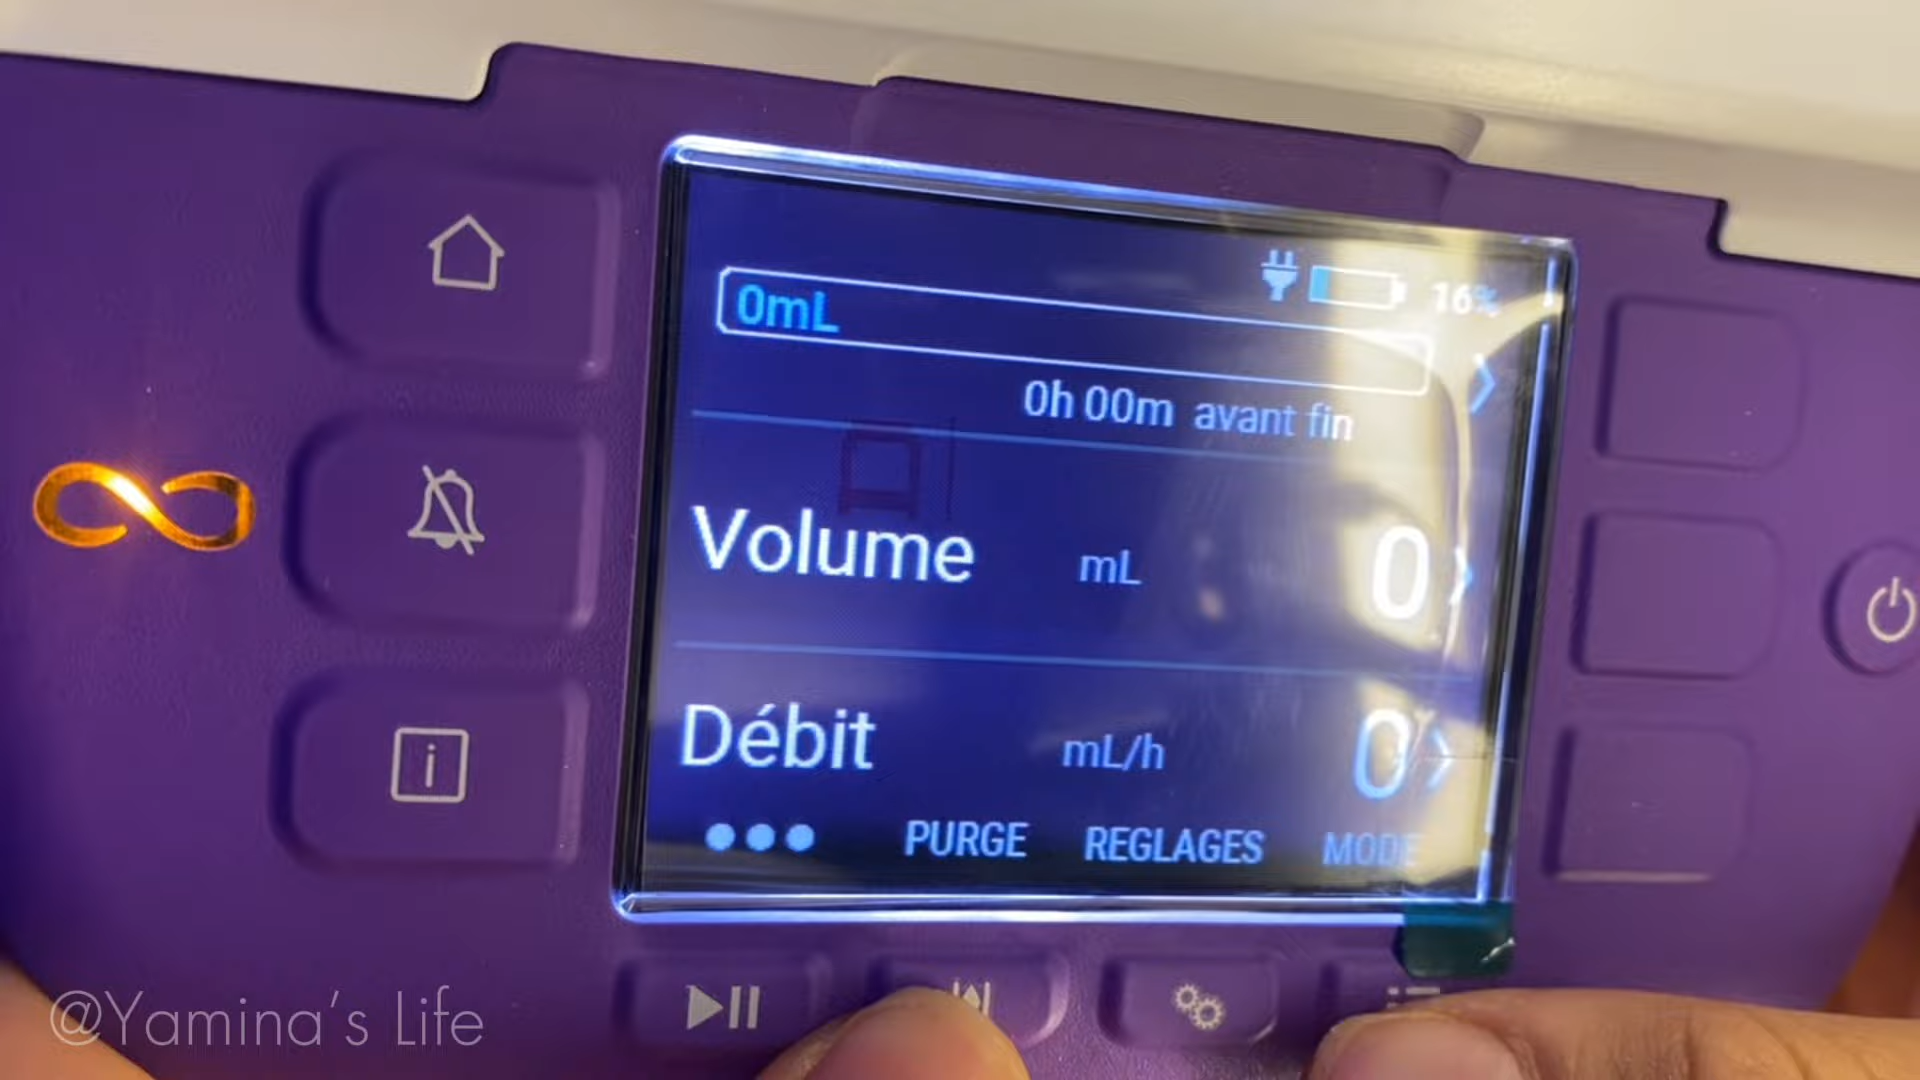 16%
0mL
0h 00m avant fin
Volume mL 0
Débit mL/h 0
PURGE REGLAGES MODE
@Yamina's Life